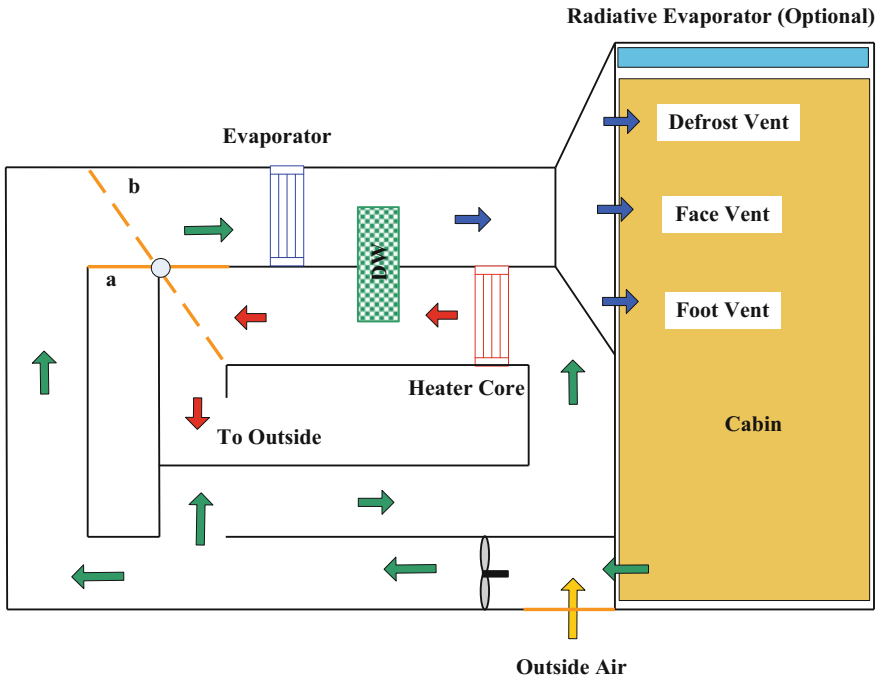 Radiative Evaporator (Optional)
Evaporator
Defrost Vent
b
Face Vent
DW
a
Foot Vent
Heater Core
To Outside
Cabin
Outside Air